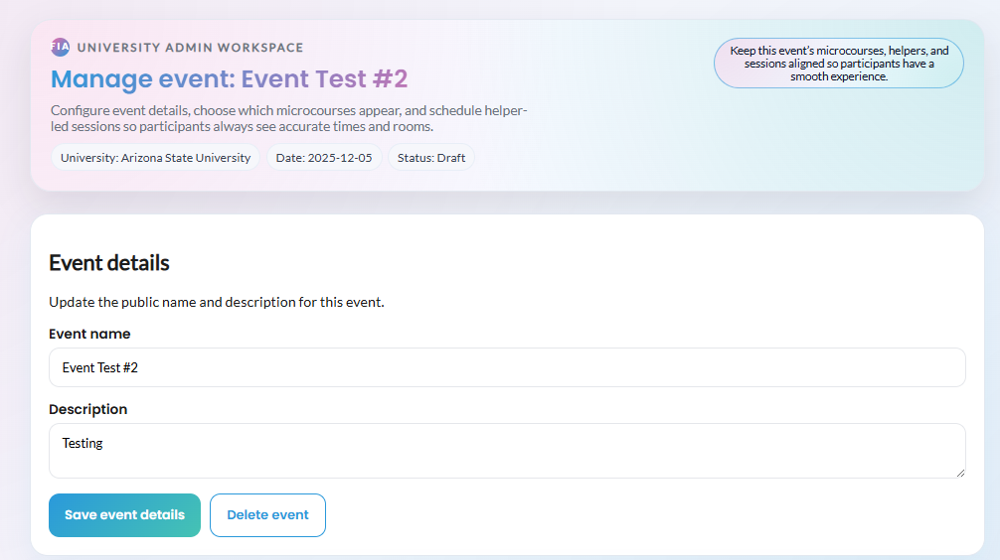 FIA UNIVERSITY ADMIN WORKSPACE
Manage event: Event Test #2
Configure event details, choose which microcourses appear, and schedule helper-
led sessions so participants always see accurate times and rooms.
University: Arizona State University Date: 2025-12-05 Status: Draft
Keep this event's microcourses, helpers, and
sessions aligned so participants have a
smooth experience.
Event details
Update the public name and description for this event.
Event name
Event Test #2
Description
Testing
Save event details Delete event